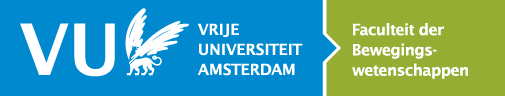 VU
VRIJE
UNIVERSITEIT
AMSTERDAM
Faculteit der
Bewegings-
wetenschappen